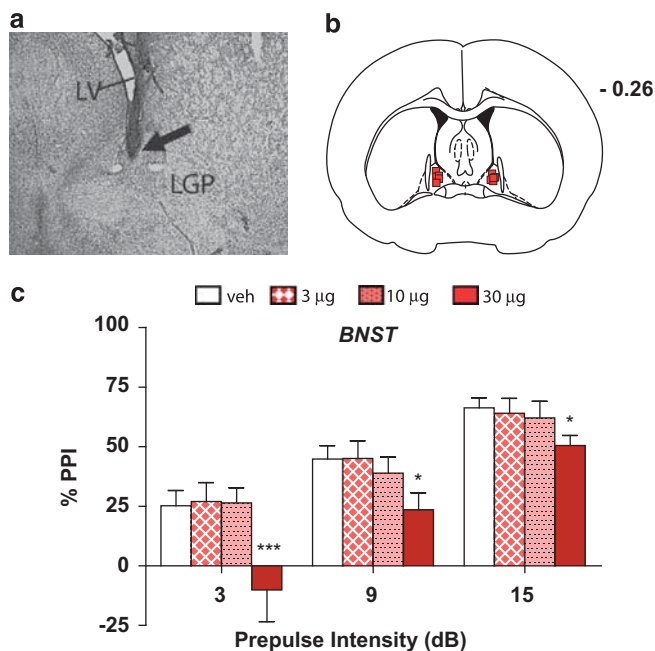 a
LV
LGP
b
- 0.26
c
veh 3 µg 10 µg 30 µg
BNST
100
75
50
25
0
-25
% PPI
***
*
*
3 9 15
Prepulse Intensity (dB)